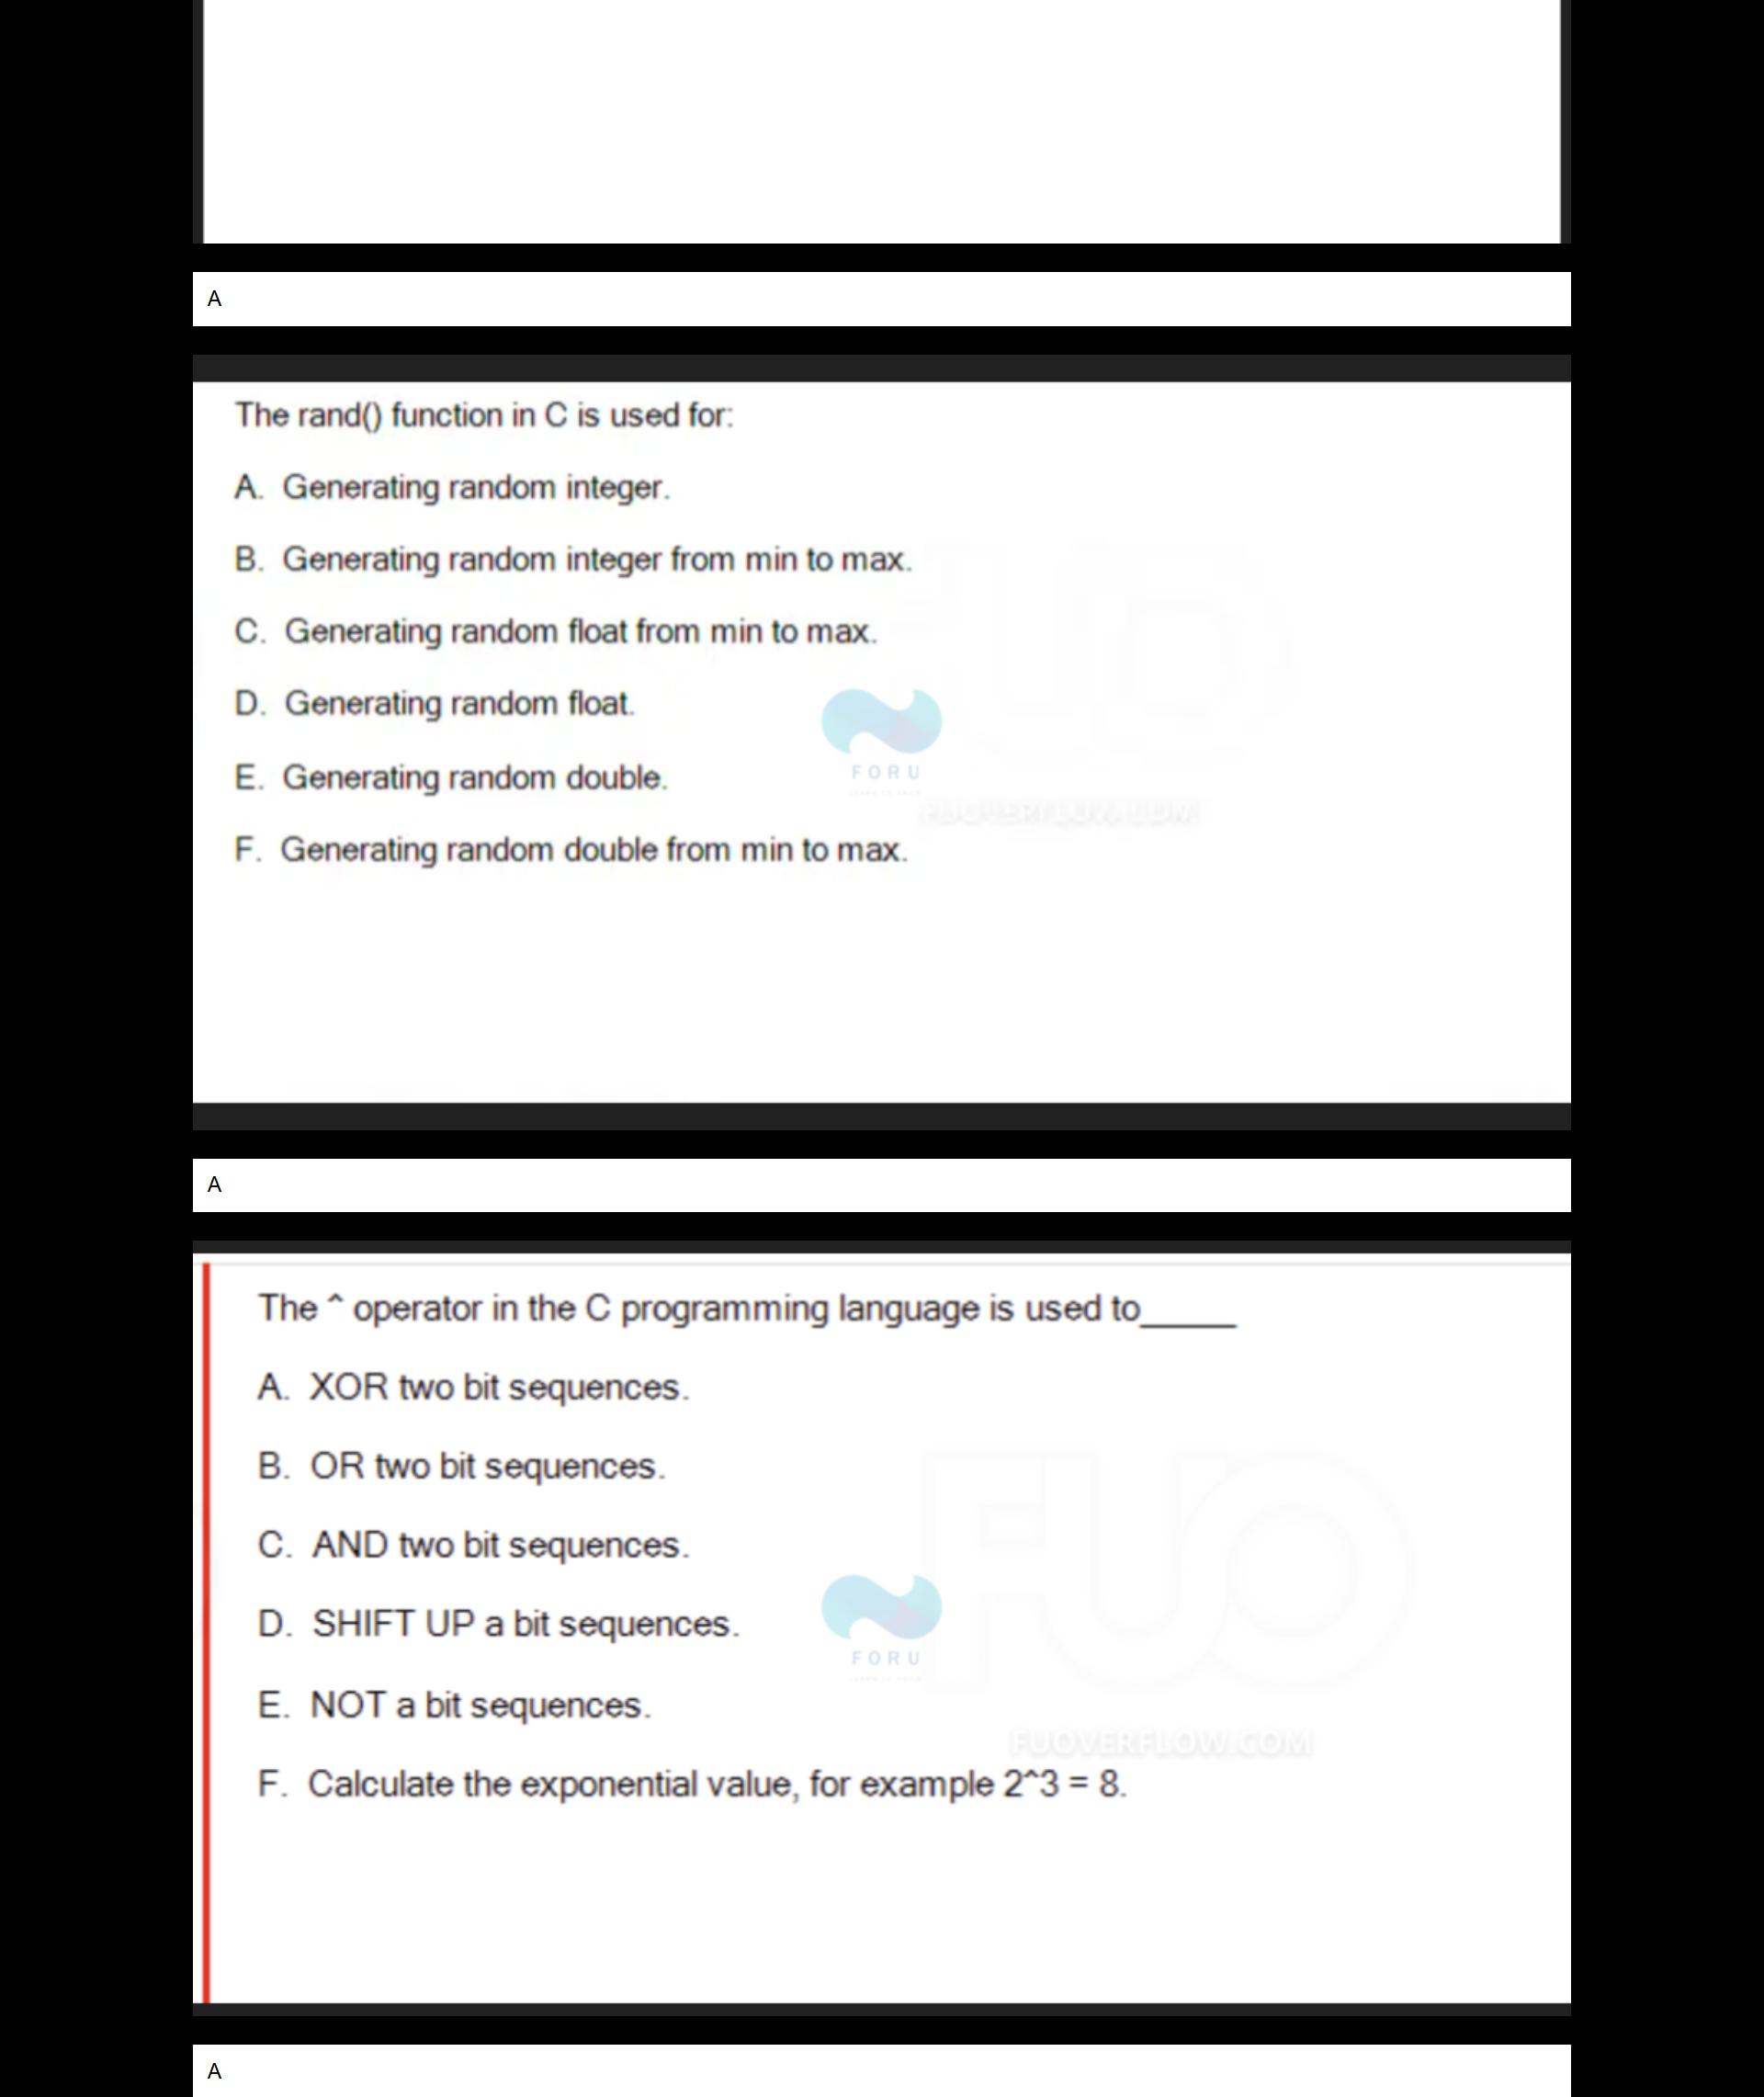 A
The rand() function in C is used for:
A. Generating random integer.
B. Generating random integer from min to max.
C. Generating random float from min to max.
D. Generating random float.
E. Generating random double.
F. Generating random double from min to max.
FORU
FUOVERFLOW.COM
A
The ^ operator in the C programming language is used to_____
A. XOR two bit sequences.
B. OR two bit sequences.
C. AND two bit sequences.
D. SHIFT UP a bit sequences.
E. NOT a bit sequences.
F. Calculate the exponential value, for example 2^3 = 8.
FUO
FORU
FUOVERFLOW.COM
A